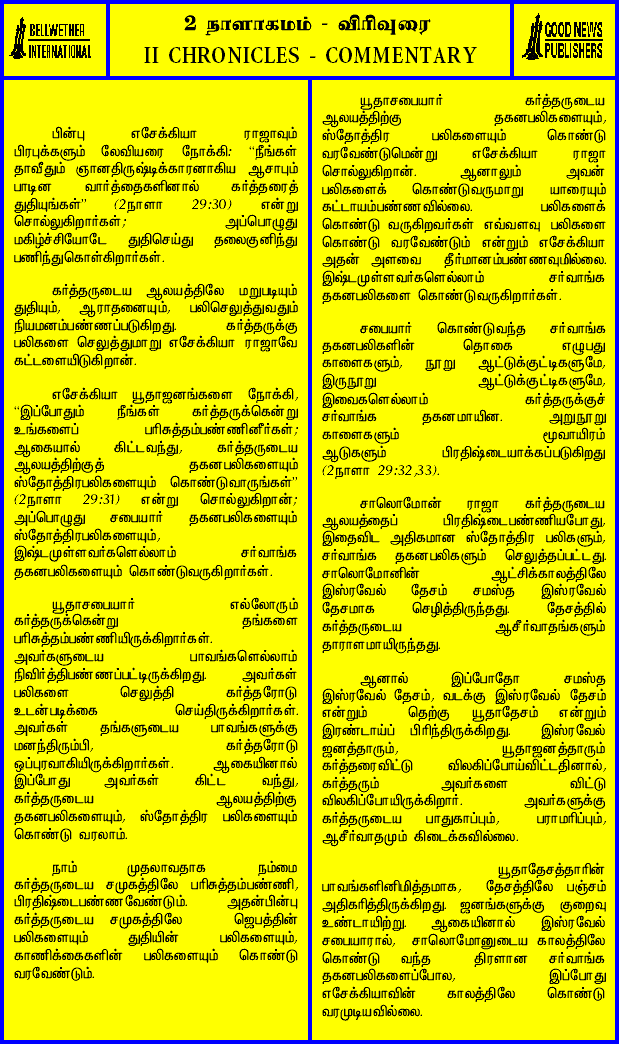 BELLWETHER
INTERNATIONAL
2 நாளாகமம் - விரிவுரை
II CHRONICLES - COMMENTARY
GOOD NEWS
PUBLISHERS
பின்பு எசேக்கியா ராஜாவும்
பிரபுக்களும் லேவியரை நோக்கி: “நீங்கள்
தாவீதும் ஞானதிருஷ்டிக்காரனாகிய ஆசாபும்
பாடின வார்த்தைகளினால் கர்த்தரைத்
துதியுங்கள்” (2நாளா 29:30) என்று
சொல்லுகிறார்கள்; அப்பொழுது
மகிழ்ச்சியோடே துதிசெய்து தலைகுனிந்து
பணிந்துகொள்கிறார்கள்.
கர்த்தருடைய ஆலயத்திலே மறுபடியும்
துதியும், ஆராதனையும், பலிசெலுத்துவதும்
நியமனம்பண்ணப்படுகிறது. கர்த்தருக்கு
பலிகளை செலுத்துமாறு எசேக்கியா ராஜாவே
கட்டளையிடுகிறான்.
எசேக்கியா யூதாஜனங்களை நோக்கி,
“இப்போதும் நீங்கள் கர்த்தருக்கென்று
உங்களைப் பரிசுத்தம்பண்ணினீர்கள்;
ஆகையால் கிட்டவந்து, கர்த்தருடைய
ஆலயத்திற்குத் தகனபலிகளையும்
ஸ்தோத்திரபலிகளையும் கொண்டுவாருங்கள்”
(2நாளா 29:31) என்று சொல்லுகிறான்;
அப்பொழுது சபையார் தகனபலிகளையும்
ஸ்தோத்திரபலிகளையும்,
இஷ்டமுள்ளவர்களெல்லாம் சர்வாங்க
தகனபலிகளையும் கொண்டுவருகிறார்கள்.
யூதாசபையார் எல்லோரும்
கர்த்தருக்கென்று தங்களை
பரிசுத்தம்பண்ணியிருக்கிறார்கள்.
அவர்களுடைய பாவங்களெல்லாம்
நிவிர்த்திபண்ணப்பட்டிருக்கிறது. அவர்கள்
பலிகளை செலுத்தி கர்த்தரோடு
உடன்படிக்கை செய்திருக்கிறார்கள்.
அவர்கள் தங்களுடைய பாவங்களுக்கு
மனந்திரும்பி, கர்த்தரோடு
ஒப்புரவாகியிருக்கிறார்கள். ஆகையினால்
இப்போது அவர்கள் கிட்ட வந்து,
கர்த்தருடைய ஆலயத்திற்கு
தகனபலிகளையும், ஸ்தோத்திர பலிகளையும்
கொண்டு வரலாம்.
நாம் முதலாவதாக நம்மை
கர்த்தருடைய சமுகத்திலே பரிசுத்தம்பண்ணி,
பிரதிஷ்டைபண்ணவேண்டும். அதன்பின்பு
கர்த்தருடைய சமுகத்திலே ஜெபத்தின்
பலிகளையும் துதியின் பலிகளையும்,
காணிக்கைகளின் பலிகளையும் கொண்டு
வரவேண்டும்.
யூதாசபையார் கர்த்தருடைய
ஆலயத்திற்கு தகனபலிகளையும்,
ஸ்தோத்திர பலிகளையும் கொண்டு
வரவேண்டுமென்று எசேக்கியா ராஜா
சொல்லுகிறான். ஆனாலும் அவன்
பலிகளைக் கொண்டுவருமாறு யாரையும்
கட்டாயம்பண்ணவில்லை. பலிகளைக்
கொண்டு வருகிறவர்கள் எவ்வளவு பலிகளை
கொண்டு வரவேண்டும் என்றும் எசேக்கியா
அதன் அளவை தீர்மானம்பண்ணவுமில்லை.
இஷ்டமுள்ளவர்களெல்லாம் சர்வாங்க
தகனபலிகளை கொண்டுவருகிறார்கள்.
சபையார் கொண்டுவந்த சர்வாங்க
தகனபலிகளின் தொகை எழுபது
காளைகளும், நூறு ஆட்டுக்குட்டிகளுமே,
இருநூறு ஆட்டுக்குட்டிகளுமே,
இவைகளெல்லாம் கர்த்தருக்குச்
சர்வாங்க தகனமாயின. அறுநூறு
காளைகளும் மூவாயிரம்
ஆடுகளும் பிரதிஷ்டையாக்கப்படுகிறது
(2நாளா 29:32,33).
சாலொமோன் ராஜா கர்த்தருடைய
ஆலயத்தைப் பிரதிஷ்டைபண்ணியபோது,
இதைவிட அதிகமான ஸ்தோத்திர பலிகளும்,
சர்வாங்க தகனபலிகளும் செலுத்தப்பட்டது.
சாலொமோனின் ஆட்சிக்காலத்திலே
இஸ்ரவேல் தேசம் சமஸ்த இஸ்ரவேல்
தேசமாக செழித்திருந்தது. தேசத்தில்
கர்த்தருடைய ஆசீர்வாதங்களும்
தாராளமாயிருந்தது.
ஆனால் இப்போதோ சமஸ்த
இஸ்ரவேல் தேசம், வடக்கு இஸ்ரவேல் தேசம்
என்றும் தெற்கு யூதாதேசம் என்றும்
இரண்டாய்ப் பிரிந்திருக்கிறது. இஸ்ரவேல்
ஜனத்தாரும், யூதாஜனத்தாரும்
கர்த்தரைவிட்டு விலகிப்போய்விட்டதினால்,
கர்த்தரும் அவர்களை விட்டு
விலகிப்போயிருக்கிறார். அவர்களுக்கு
கர்த்தருடைய பாதுகாப்பும், பராமரிப்பும்,
ஆசீர்வாதமும் கிடைக்கவில்லை.
யூதாதேசத்தாரின்
பாவங்களினிமித்தமாக, தேசத்திலே பஞ்சம்
அதிகரித்திருக்கிறது. ஜனங்களுக்கு குறைவு
உண்டாயிற்று. ஆகையினால் இஸ்ரவேல்
சபையாரால், சாலொமோனுடைய காலத்திலே
கொண்டு வந்த திரளான சர்வாங்க
தகனபலிகளைப்போல, இப்போது
எசேக்கியாவின் காலத்திலே கொண்டு
வரமுடியவில்லை.